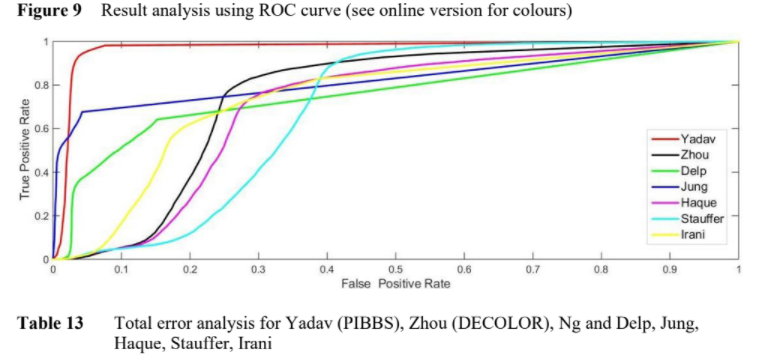 Figure 9 Result analysis using ROC curve (see online version for colours)
1
0.8
0.6
0.4
0.2
0
True Positive Rate
Yadav
Zhou
Delp
Jung
Haque
Stauffer
Irani
0 0.1 0.2 0.3 0.4 0.5 0.6 0.7 0.8 0.9 1
False Positive Rate
Table 13 Total error analysis for Yadav (PIBBS), Zhou (DECOLOR), Ng and Delp, Jung,
Haque, Stauffer, Irani